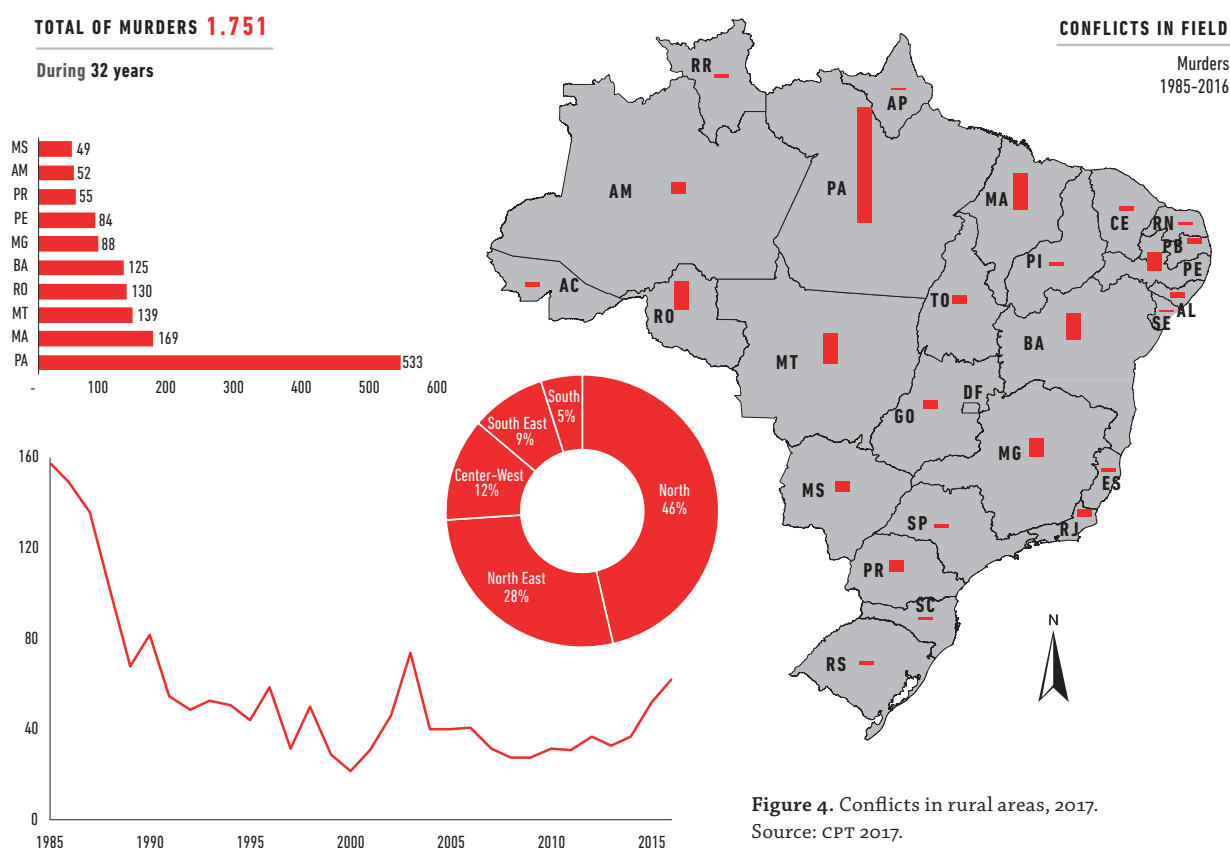 TOTAL OF MURDERS 1.751
During 32 years
CONFLICTS IN FIELD
Murders
1985-2016
MS 49
AM 52
PR 55
PE 84
MG 88
BA 125
RO 130
MT 139
MA 169
PA 533
- 100 200 300 400 500 600
160
120
80
40
0
1985 1990 1995 2000 2005 2010 2015
South
5%
South East
9%
Center-West
12%
North East
28%
North
46%
RR
AP
AM
PA
MA
CE
RN
PB
PE
PI
AC
RO
TO
AL
SE
BA
MT
DF
GO
MG
MS
ES
SP
RJ
PR
SC
RS
N
Figure 4. Conflicts in rural areas, 2017.
Source: CPT 2017.